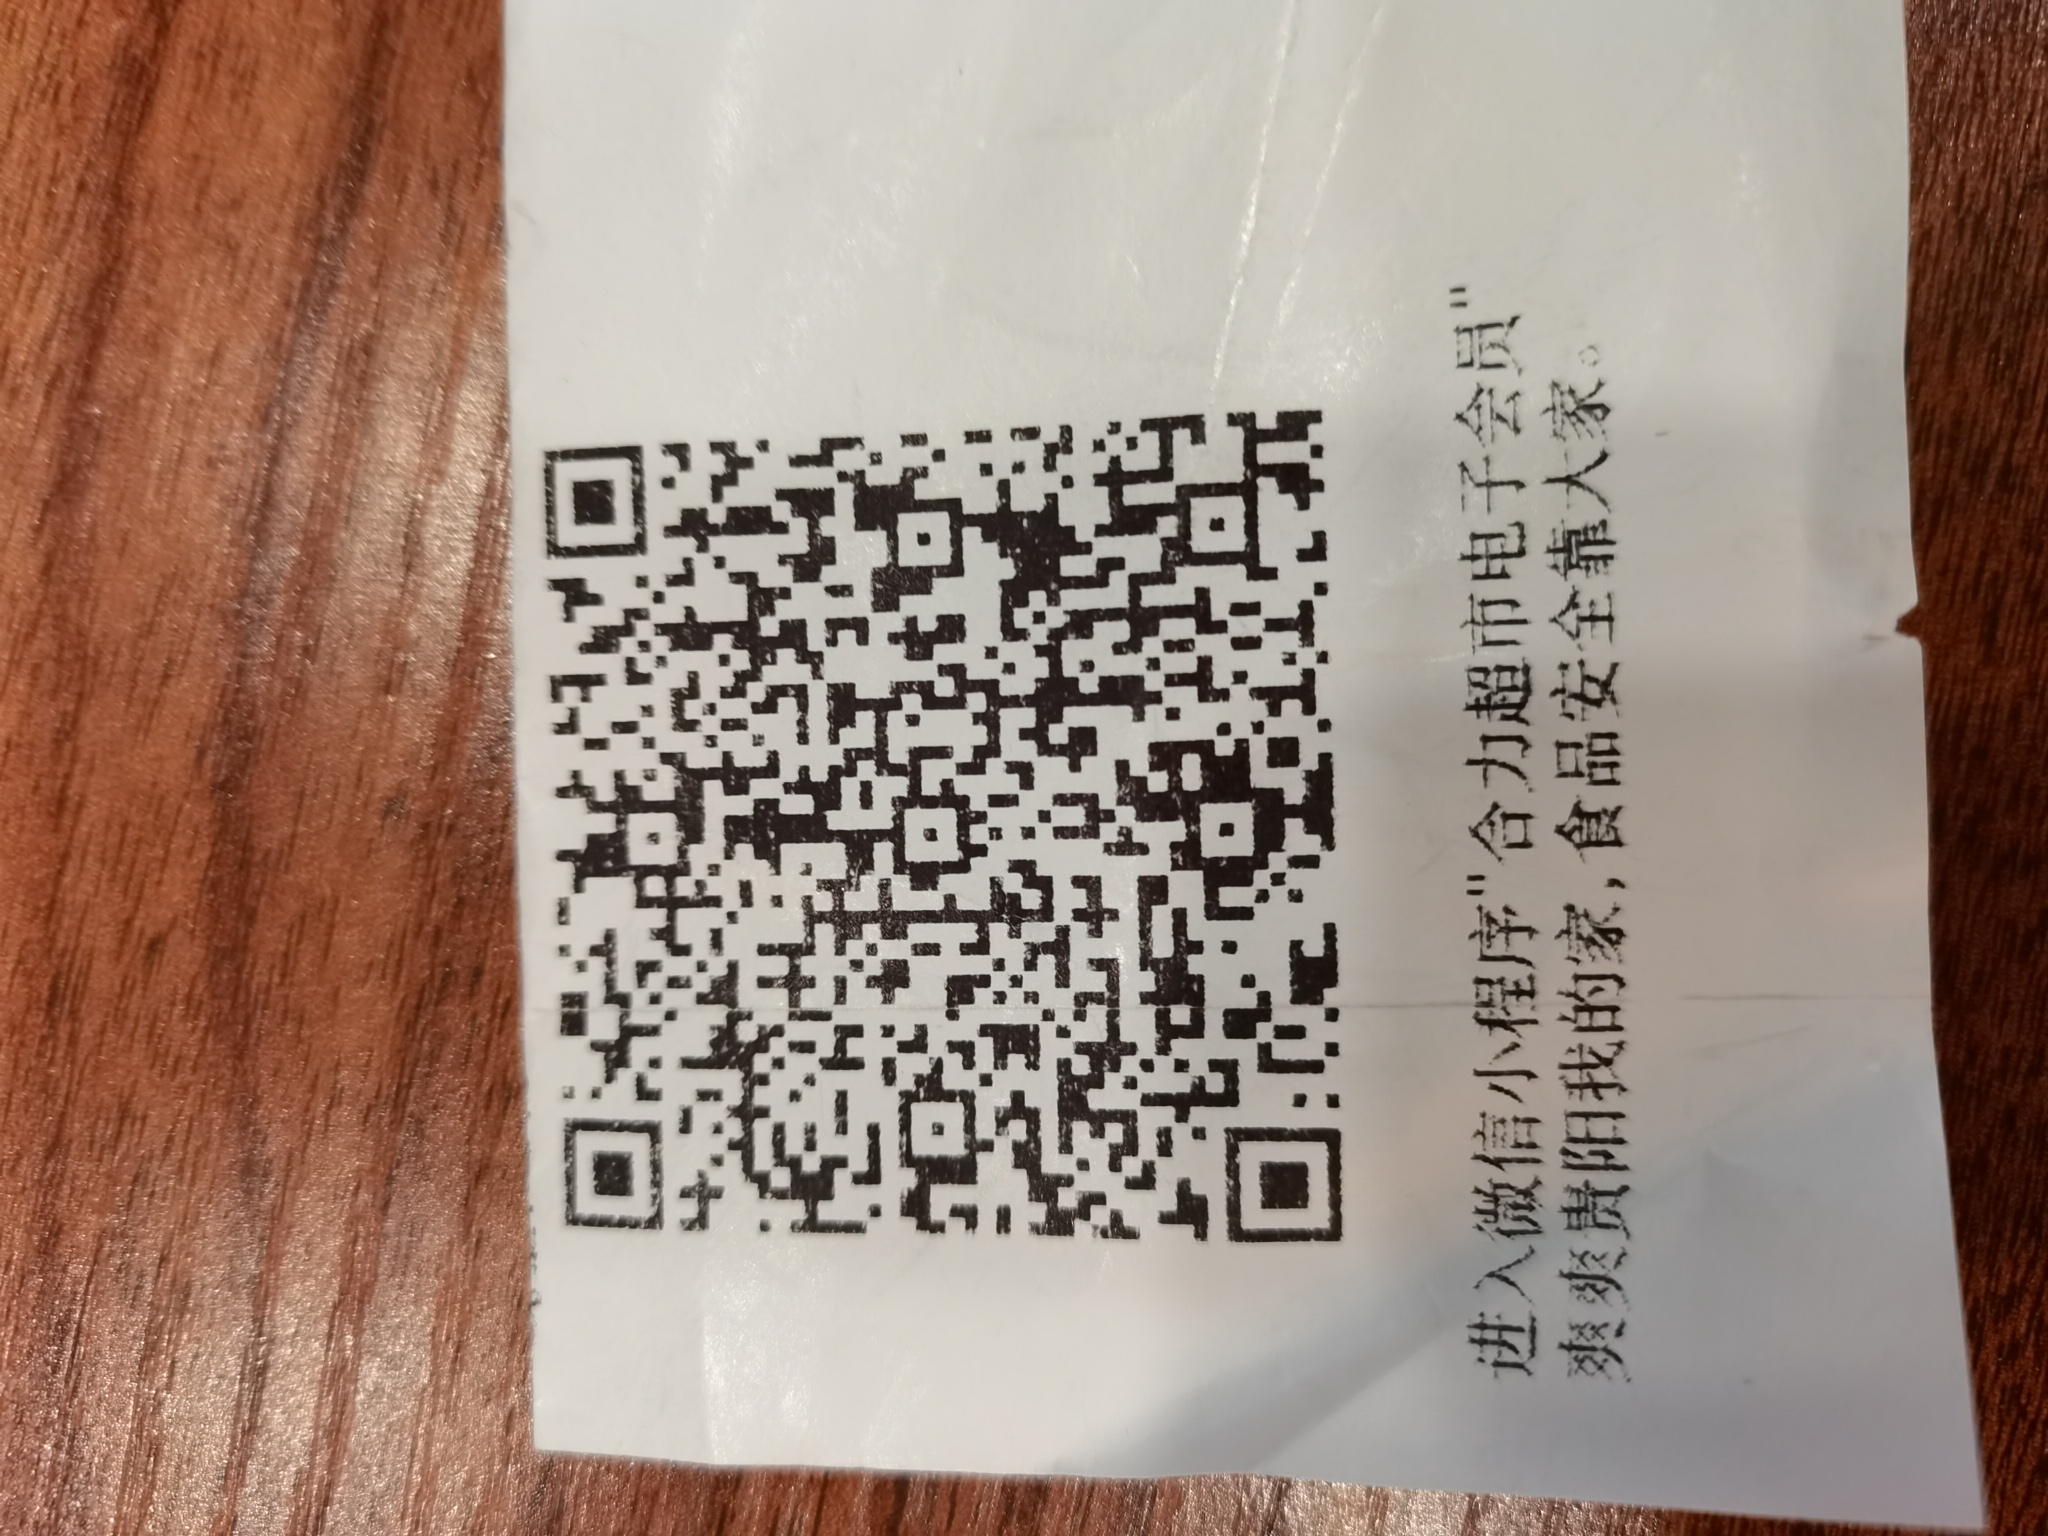 进入微信小程序"合力超市电子会员"
爽爽贵阳我的家,食品安全靠大家。